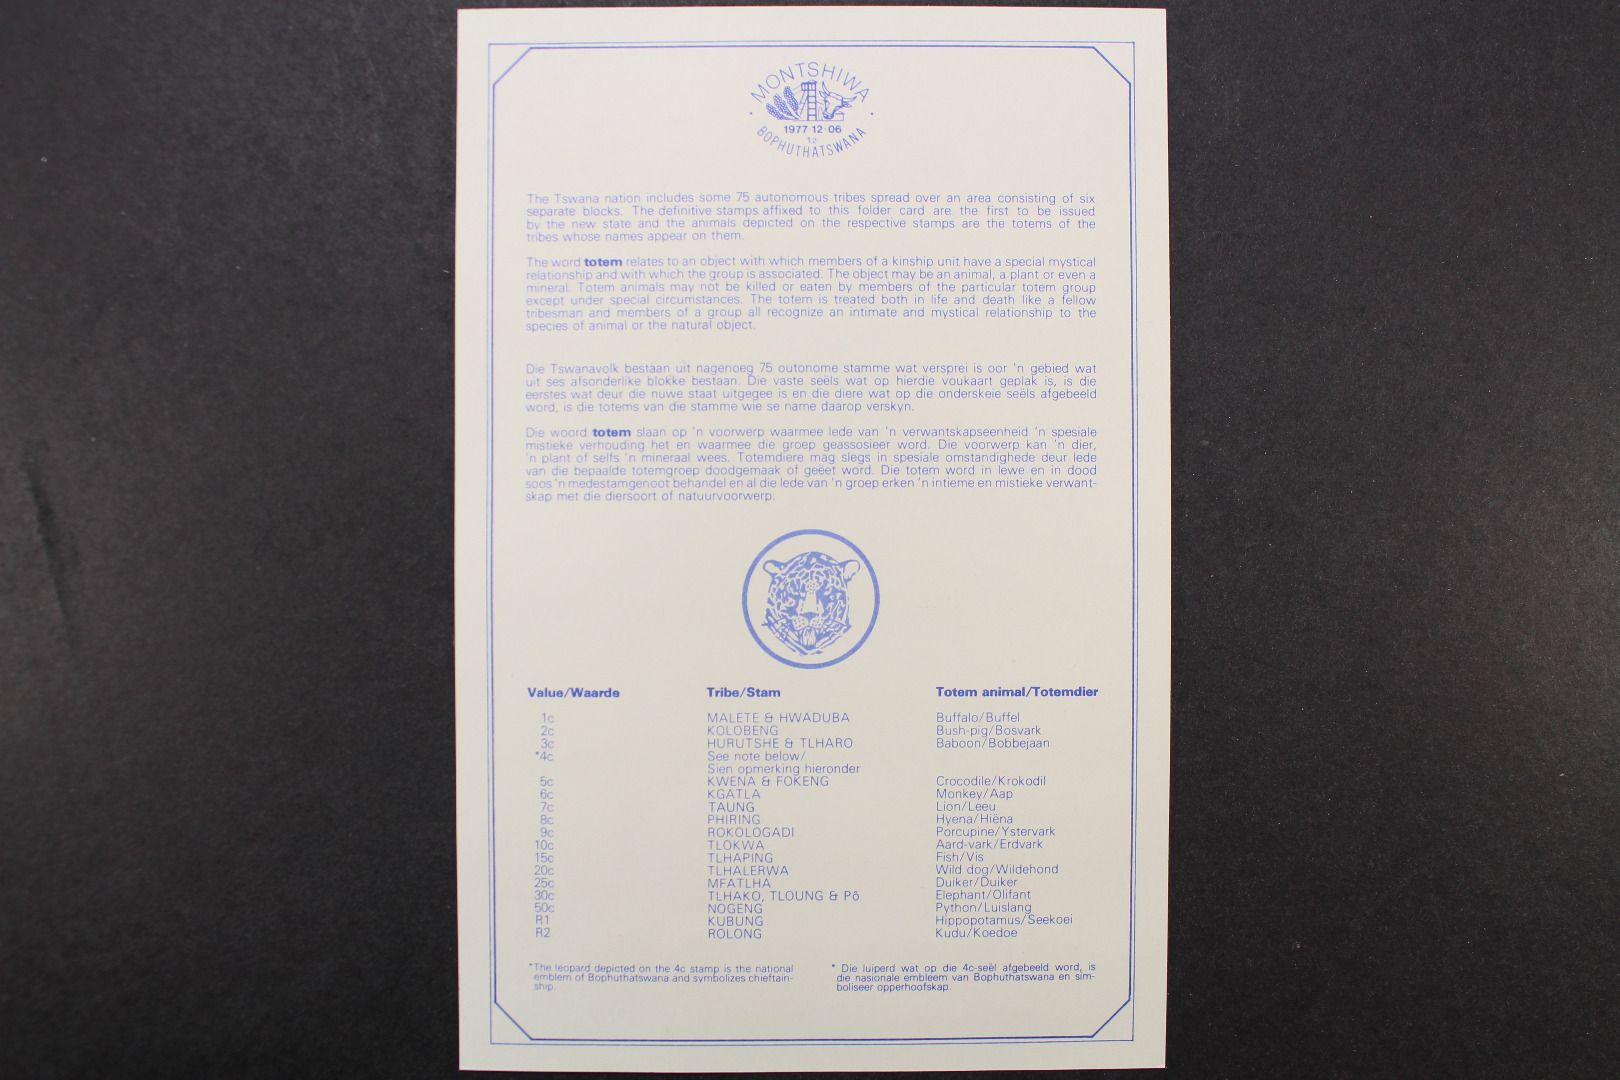 MONTSHIWA
1977-12-06
12
BOPHUTHATSWANA
The Tswana nation includes some 75 autonomous tribes spread over an area consisting of six
separate blocks. The definitive stamps affixed to this folder card are the first to be issued
by the new state and the animals depicted on the respective stamps are the totems of the
tribes whose names appear on them.
The word totem relates to an object with which members of a kinship unit have a special mystical
relationship and with which the group is associated. The object may be an animal, a plant or even a
mineral. Totem animals may not be killed or eaten by members of the particular totem group
except under special circumstances. The totem is treated both in life and death like a fellow
tribesman and members of a group all recognize an intimate and mystical relationship to the
species of animal or the natural object.
Die Tswanavolk bestaan uit nagenoeg 75 outonome stamme wat versprei is oor 'n gebied wat
uit ses afsonderlike blokke bestaan. Die vaste seëls wat op hierdie voukaart geplak is, is die
eerstes wat deur die nuwe staat uitgegee is en die diere wat op die onderskeie seëls afgebeeld
word, is die totems van die stamme wie se name daarop verskyn.
Die woord totem slaan op 'n voorwerp waarmee lede van 'n verwantskapseenheid 'n spesiale
mistieke verhouding het en waarmee die groep geassosieer word. Die voorwerp kan 'n dier,
'n plant of selfs 'n mineraal wees. Totemdiere mag slegs in spesiale omstandighede deur lede
van die bepaalde totemgroep doodgemaak of geëet word. Die totem word in lewe en in dood
soos 'n medestamgenoot behandel en al die lede van 'n groep erken 'n intieme en mistieke verwant-
skap met die diersoort of natuurvoorwerp.
Value/Waarde Tribe/Stam Totem animal/Totemdier
1c MALETE & HWADUBA Buffalo/Buffel
2c KOLOBENG Bush-pig/Bosvark
3c HURUTSHE & TLHARO Baboon/Bobbejaan
*4c See note below/
Sien opmerking hieronder
5c KWENA & FOKENG Crocodile/Krokodil
6c KGATLA Monkey/Aap
7c TAUNG Lion/Leeu
8c PHIRING Hyena/Hiëna
9c ROKOLOGADI Porcupine/Ystervark
10c TLOKWA Aard-vark/Erdvark
15c TLHAPING Fish/Vis
20c TLHALERWA Wild dog/Wildehond
25c MFATLHA Duiker/Duiker
30c TLHAKO, TLOUNG & Pô Elephant/Olifant
50c NOGENG Python/Luislang
R1 KUBUNG Hippopotamus/Seekoei
R2 ROLONG Kudu/Koedoe
*The leopard depicted on the 4c stamp is the national
emblem of Bophuthatswana and symbolizes chieftain-
ship.
* Die luiperd wat op die 4c-seël afgebeeld word, is
die nasionale embleem van Bophuthatswana en sim-
boliseer opperhoofskap.